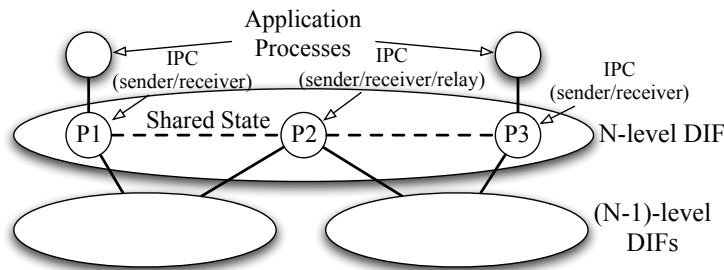 Application
Processes
IPC
(sender/receiver)
IPC
(sender/receiver/relay)
IPC
(sender/receiver)
P1
Shared State
P2
P3
N-level DIF
(N-1)-level
DIFs